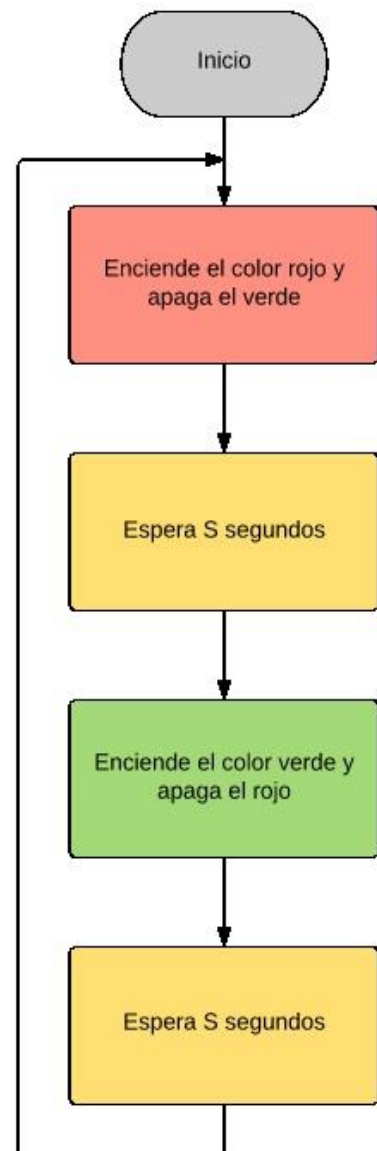 Inicio
Enciende el color rojo y
apaga el verde
Espera S segundos
Enciende el color verde y
apaga el rojo
Espera S segundos